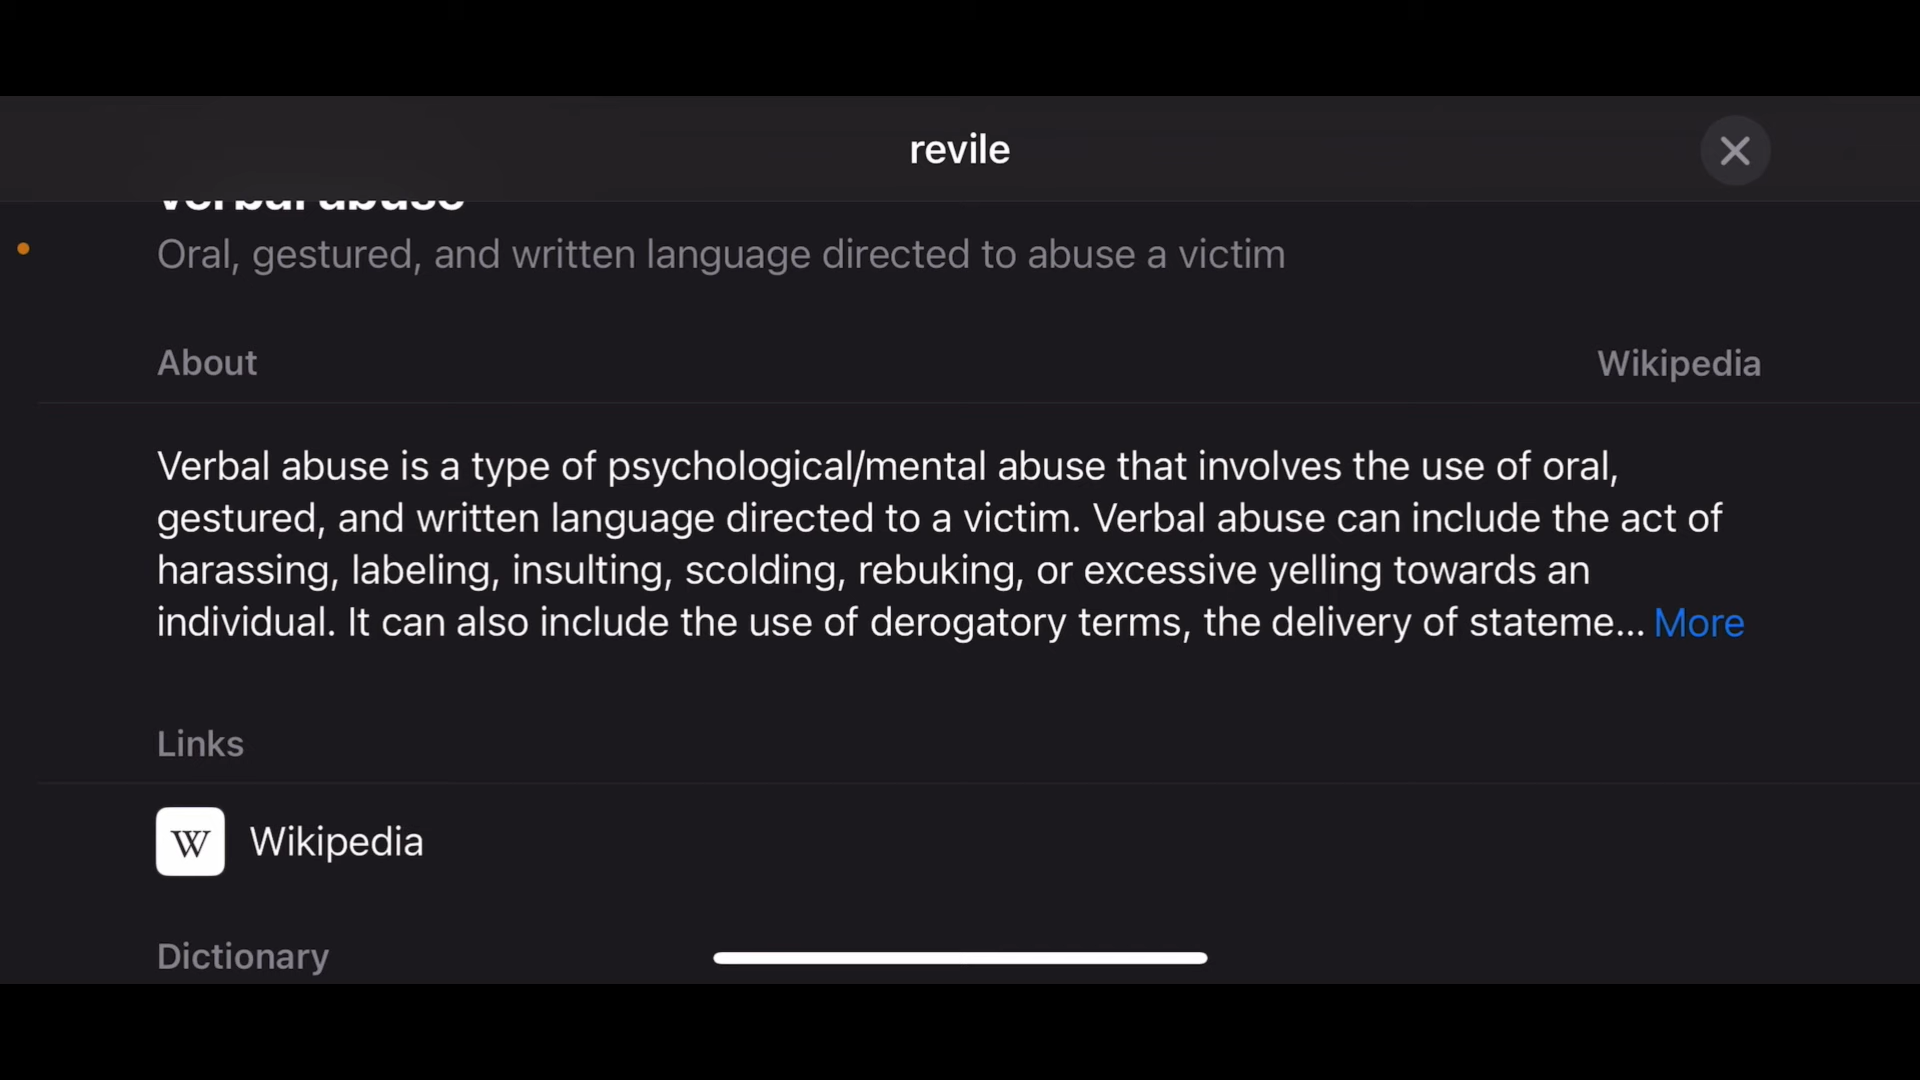 revile
Verbal abuse
Oral, gestured, and written language directed to abuse a victim
About
Wikipedia
Verbal abuse is a type of psychological/mental abuse that involves the use of oral,
gestured, and written language directed to a victim. Verbal abuse can include the act of
harassing, labeling, insulting, scolding, rebuking, or excessive yelling towards an
individual. It can also include the use of derogatory terms, the delivery of stateme... More
Links
W Wikipedia
Dictionary